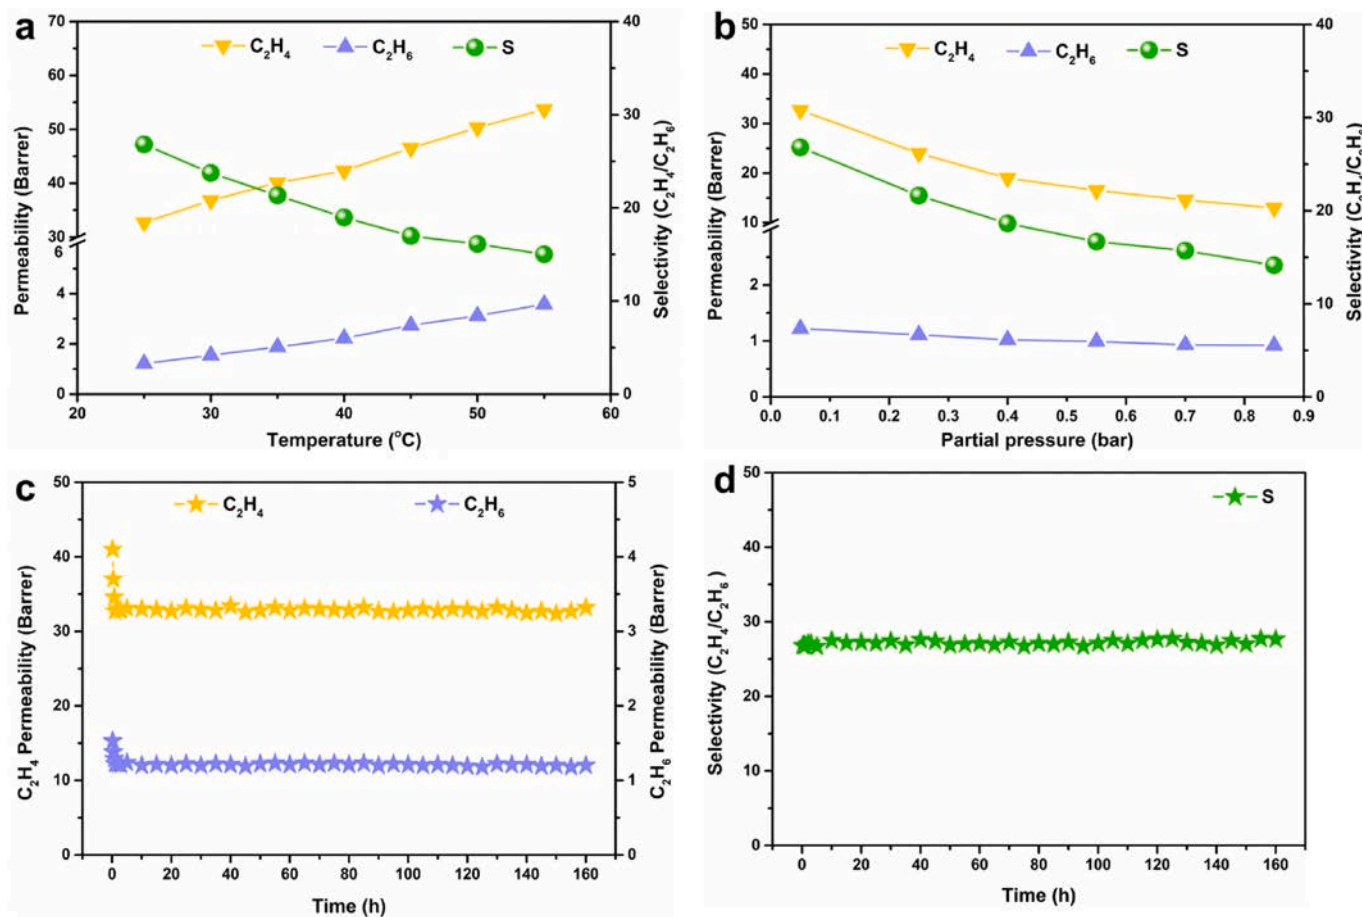 a
C₂H₄ C₂H₆ S
70
60
50
40
30
6
4
2
0
40
30
20
10
0
20 30 40 50 60
Permeability (Barrer)
Selectivity (C₂H₄/C₂H₆)
Temperature (°C)
b
C₂H₄ C₂H₆ S
50
40
30
20
10
2
1
0
40
30
20
10
0
0.0 0.1 0.2 0.3 0.4 0.5 0.6 0.7 0.8 0.9
Permeability (Barrer)
Selectivity
Partial pressure (bar)
c
C₂H₄ C₂H₆
50
40
30
20
10
0
5
4
3
2
1
0
0 20 40 60 80 100 120 140 160
C₂H₄ Permeability (Barrer)
C₂H₆ Permeability (Barrer)
Time (h)
d
S
50
40
30
20
10
0
0 20 40 60 80 100 120 140 160
Selectivity (C₂H₄/C₂H₆ )
Time (h)